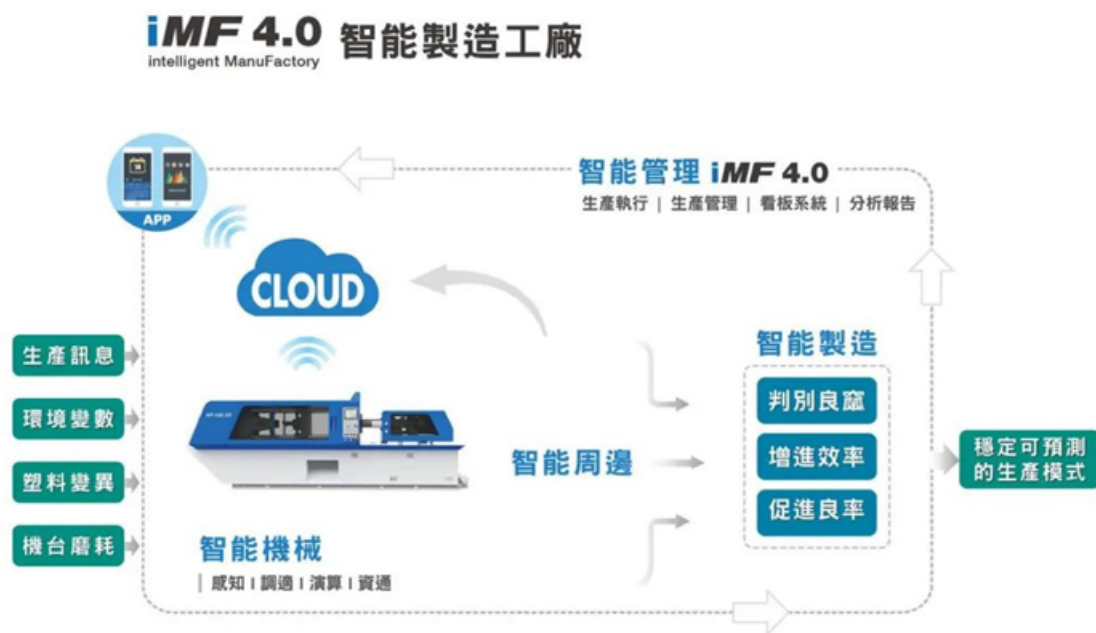 iMF 4.0 智能製造工廠
intelligent ManuFactory
APP
智能管理 iMF 4.0
生產執行 | 生產管理 | 看板系統 | 分析報告
CLOUD
生產訊息
環境變數
塑料變異
機台磨耗
智能機械
| 感知 | 調適 | 演算 | 資通
智能周邊
智能製造
判別良窳
增進效率
促進良率
穩定可預測
的生產模式